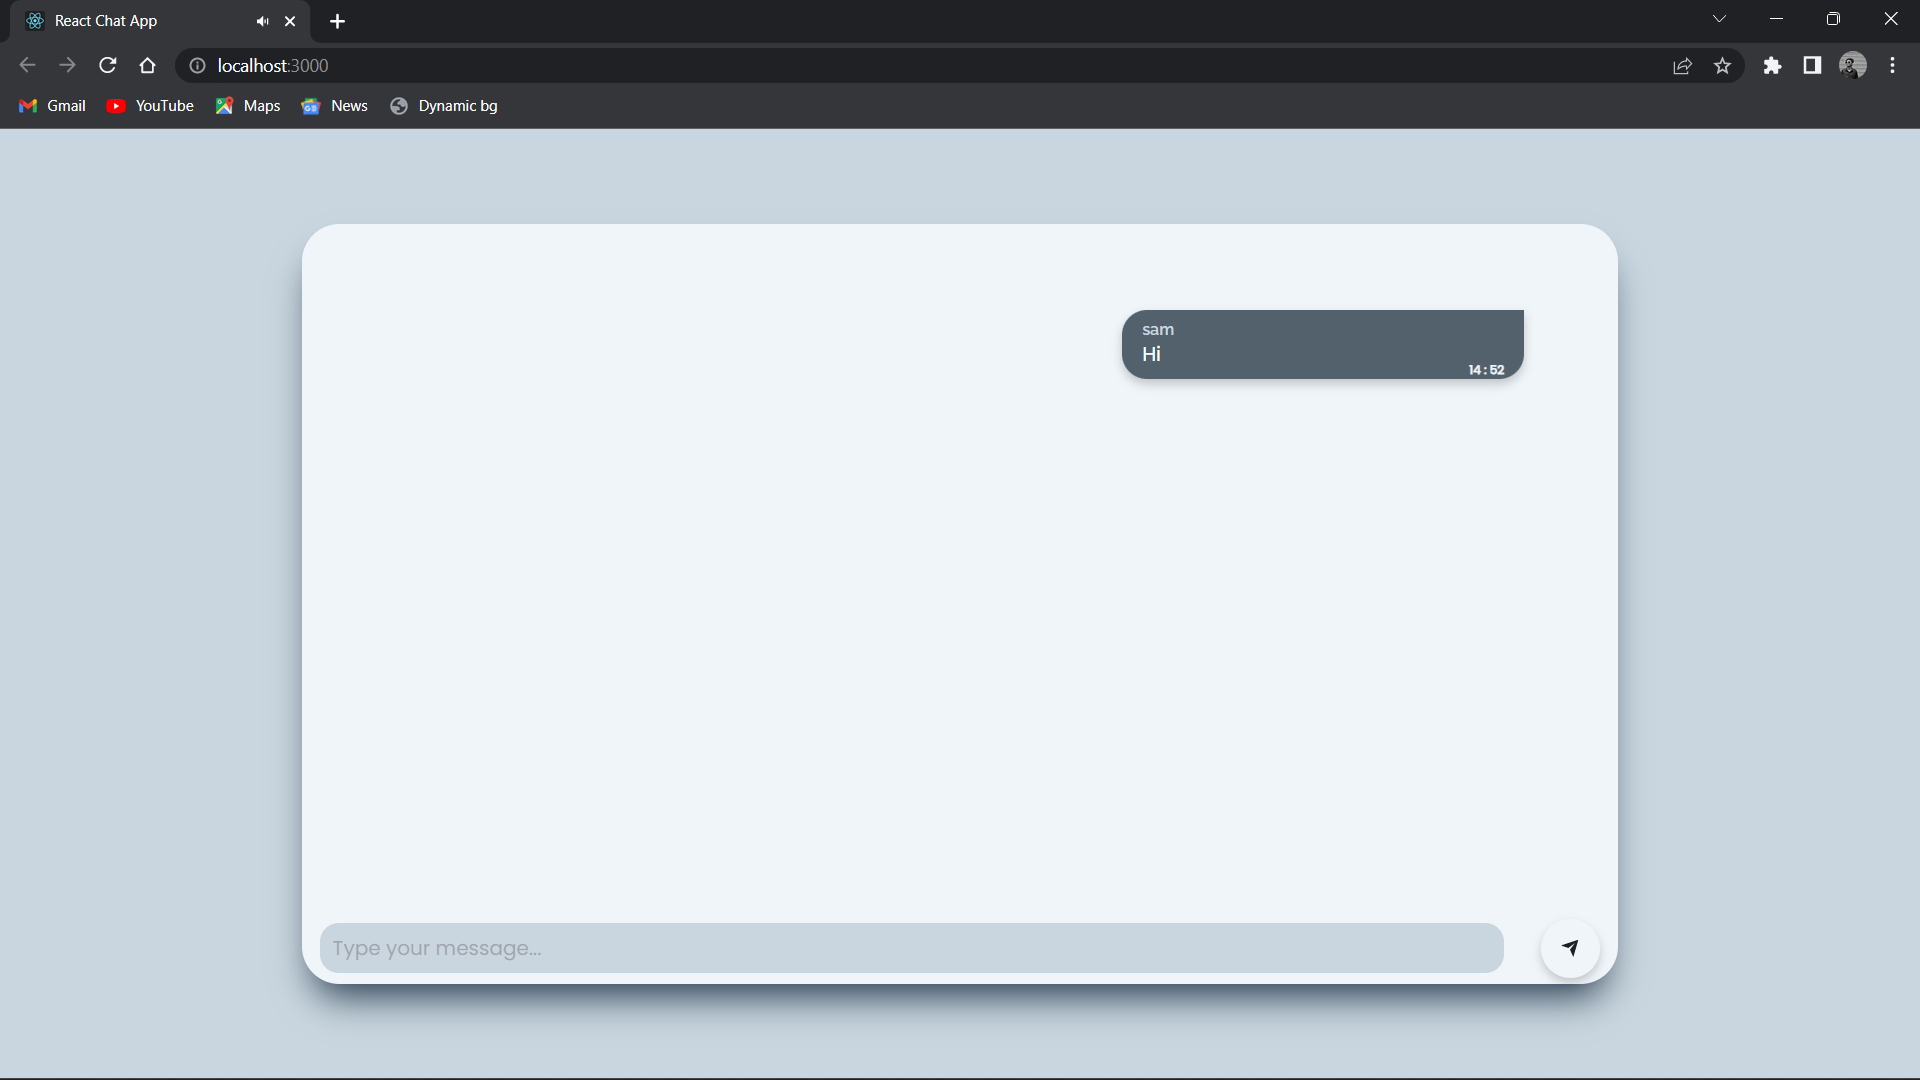 React Chat App
localhost:3000
Gmail YouTube Maps News Dynamic bg
sam
Hi
14:52
Type your message...